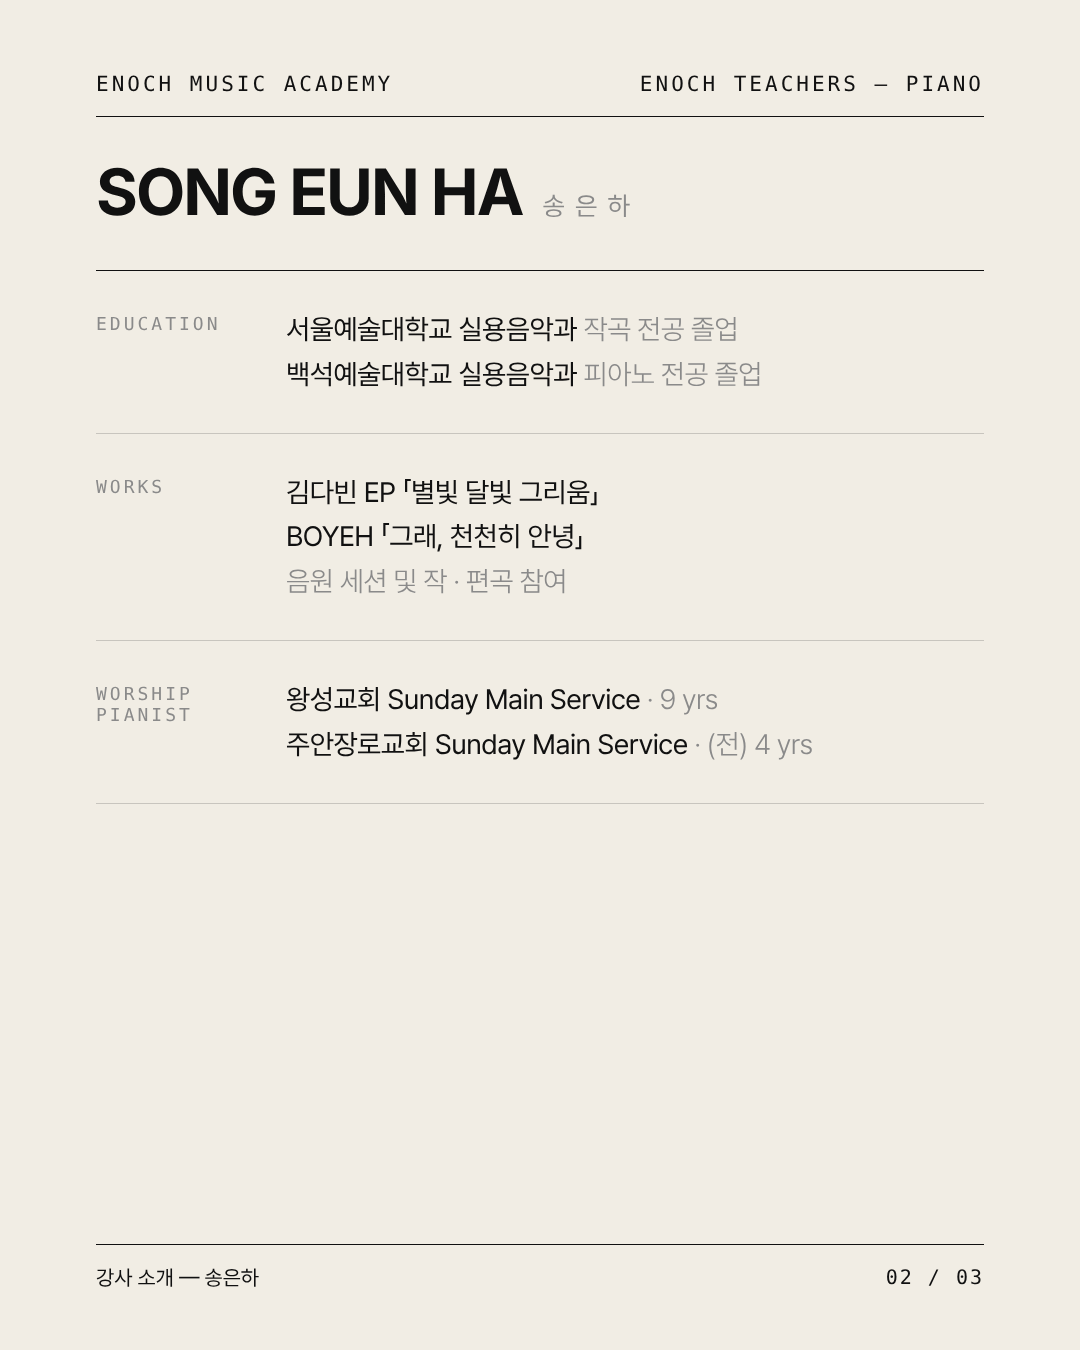 ENOCH MUSIC ACADEMY
ENOCH TEACHERS — PIANO
SONG EUN HA 송은하
EDUCATION
서울예술대학교 실용음악과 작곡 전공 졸업
백석예술대학교 실용음악과 피아노 전공 졸업
WORKS
김다빈 EP「별빛 달빛 그리움」
BOYEH「그래, 천천히 안녕」
음원 세션 및 작 · 편곡 참여
WORSHIP
PIANIST
왕성교회 Sunday Main Service · 9 yrs
주안장로교회 Sunday Main Service · (전) 4 yrs
강사 소개 — 송은하
02 / 03